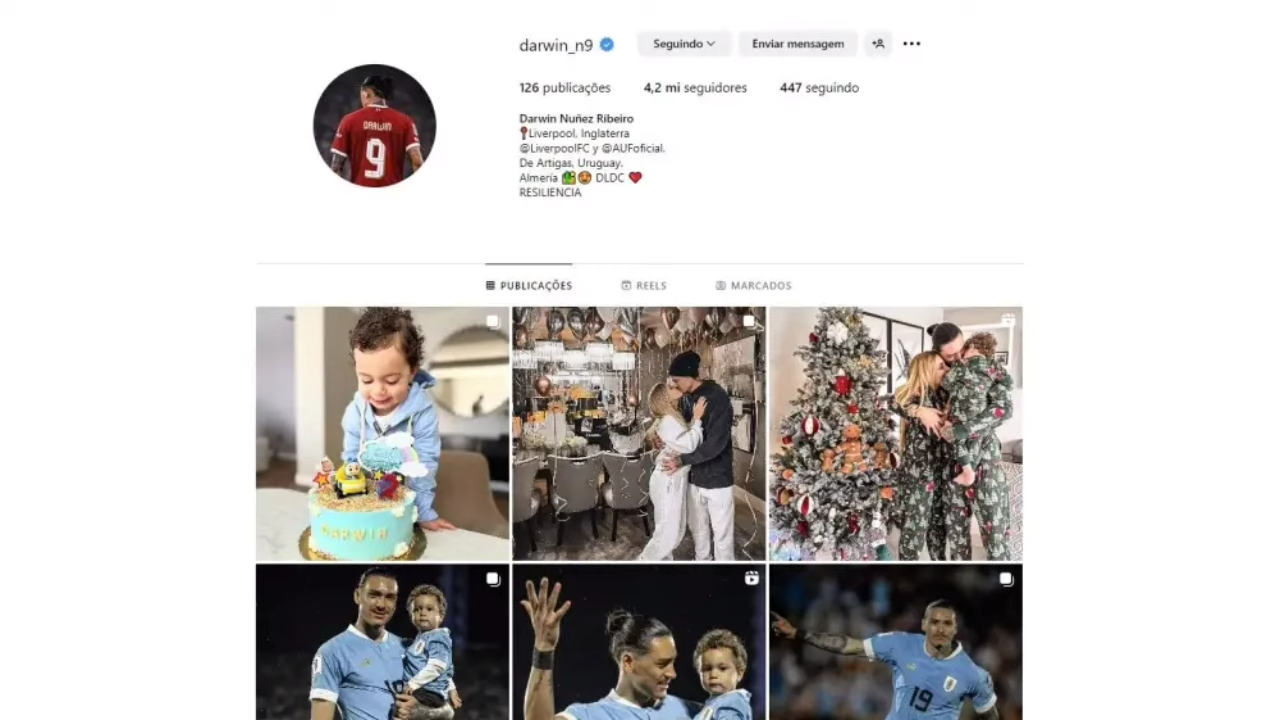 darwin_n9
Seguindo
Enviar mensagem
126 publicações
4,2 mi seguidores
447 seguindo
Darwin Nuñez Ribeiro
Liverpool, Inglaterra
@LiverpoolFC y @AUFoficial.
De Artigas, Uruguay.
Almería DLDC
RESILIENCIA
DARWIN
9
PUBLICAÇÕES
REELS
MARCADOS
DARWIN
19
19